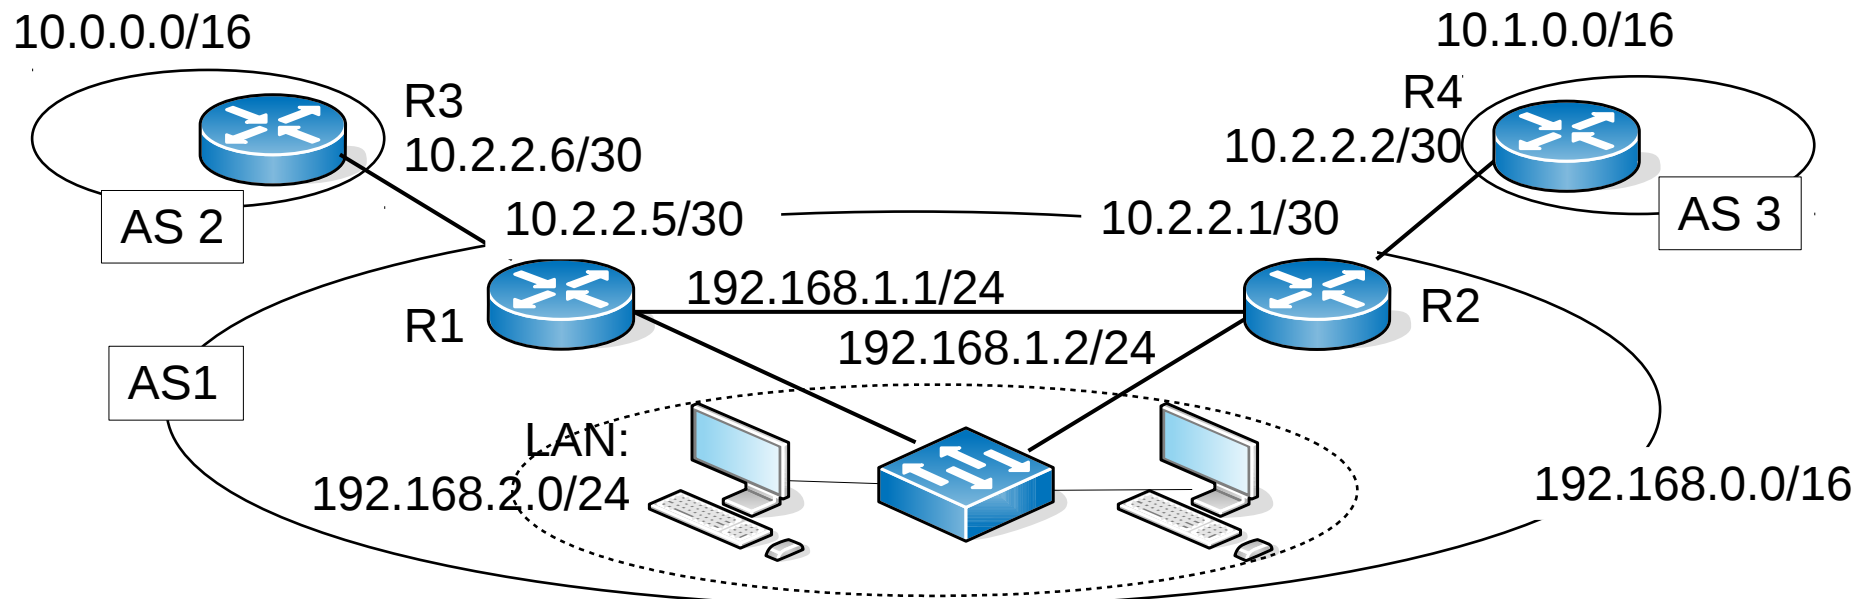 10.0.0.0/16
10.1.0.0/16
R3
10.2.2.6/30
R4
10.2.2.2/30
AS 2
10.2.2.5/30
10.2.2.1/30
AS 3
192.168.1.1/24
R1
R2
192.168.1.2/24
AS1
LAN:
192.168.2.0/24
192.168.0.0/16